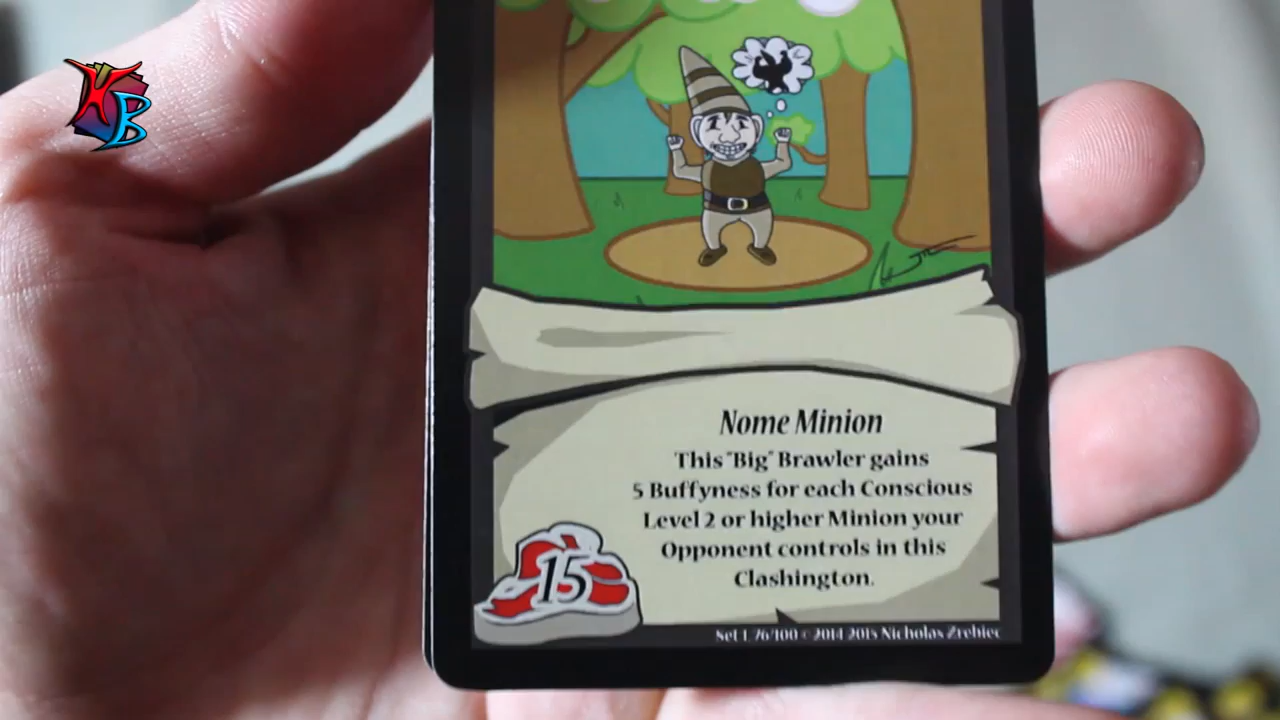 KB
Nome Minion
This "Big" Brawler gains
5 Buffyness for each Conscious
Level 2 or higher Minion your
Opponent controls in this
Clashington.
15
Set 1 76/100 © 2014-2015 Nicholas Zrebiec